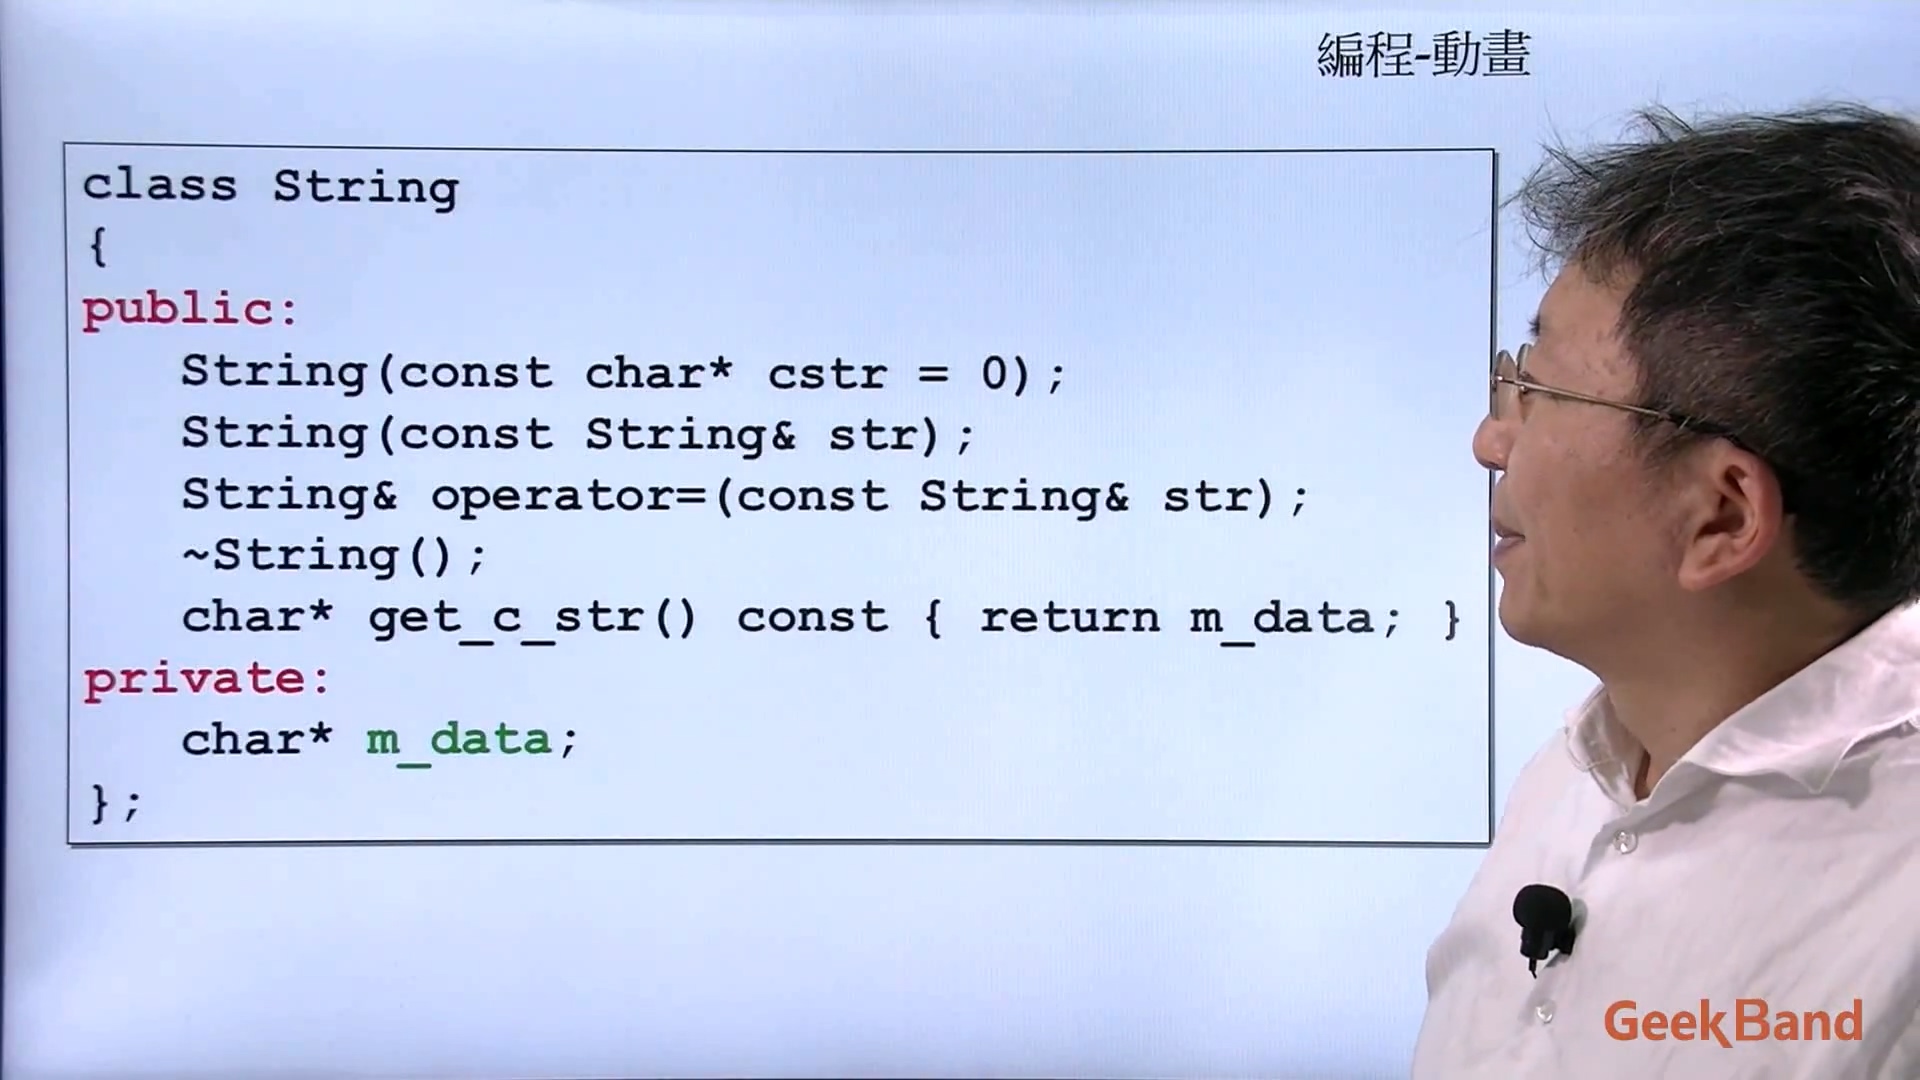 編程-動畫
class String
{
public:
   String(const char* cstr = 0);
   String(const String& str);
   String& operator=(const String& str);
   ~String();
   char* get_c_str() const { return m_data; }
private:
   char* m_data;
};
GeekBand